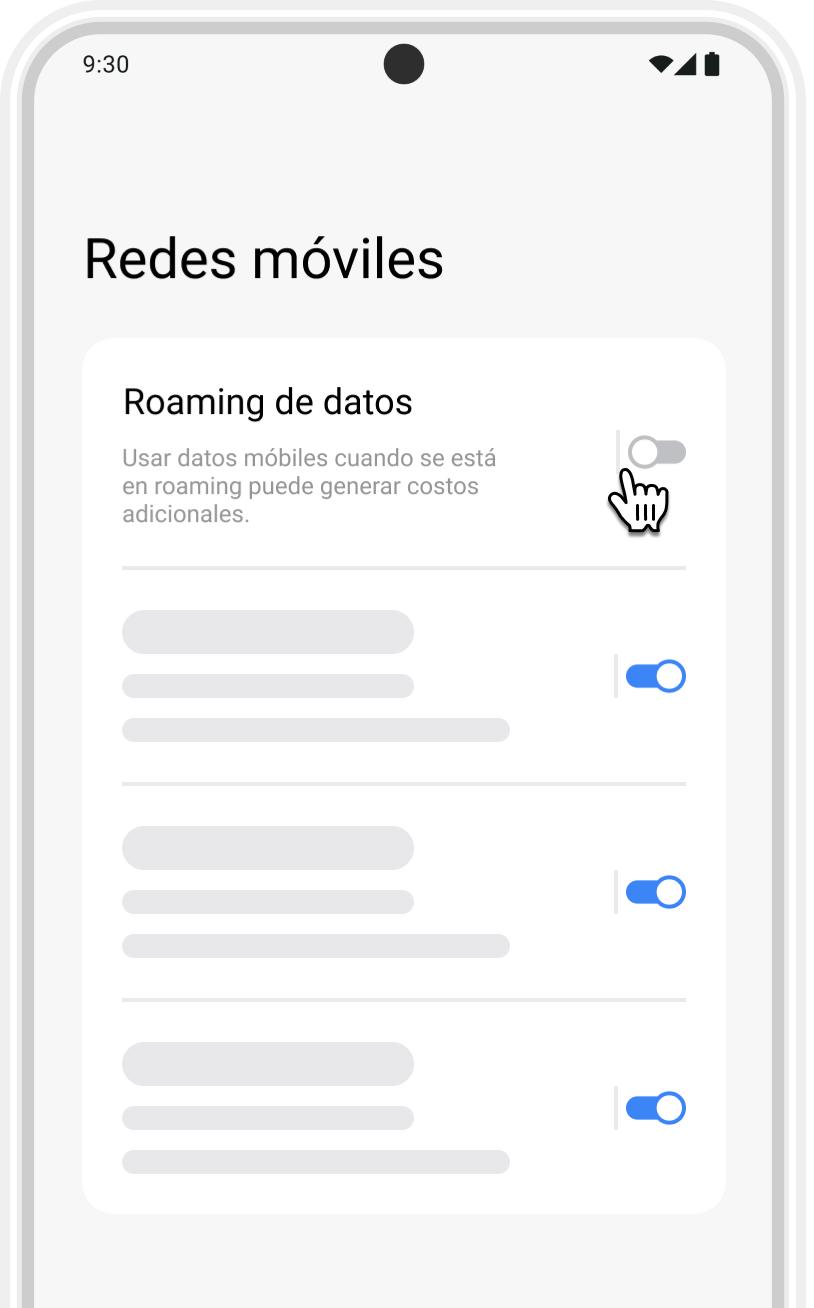 9:30
Redes móviles
Roaming de datos
Usar datos móbiles cuando se está
en roaming puede generar costos
adicionales.